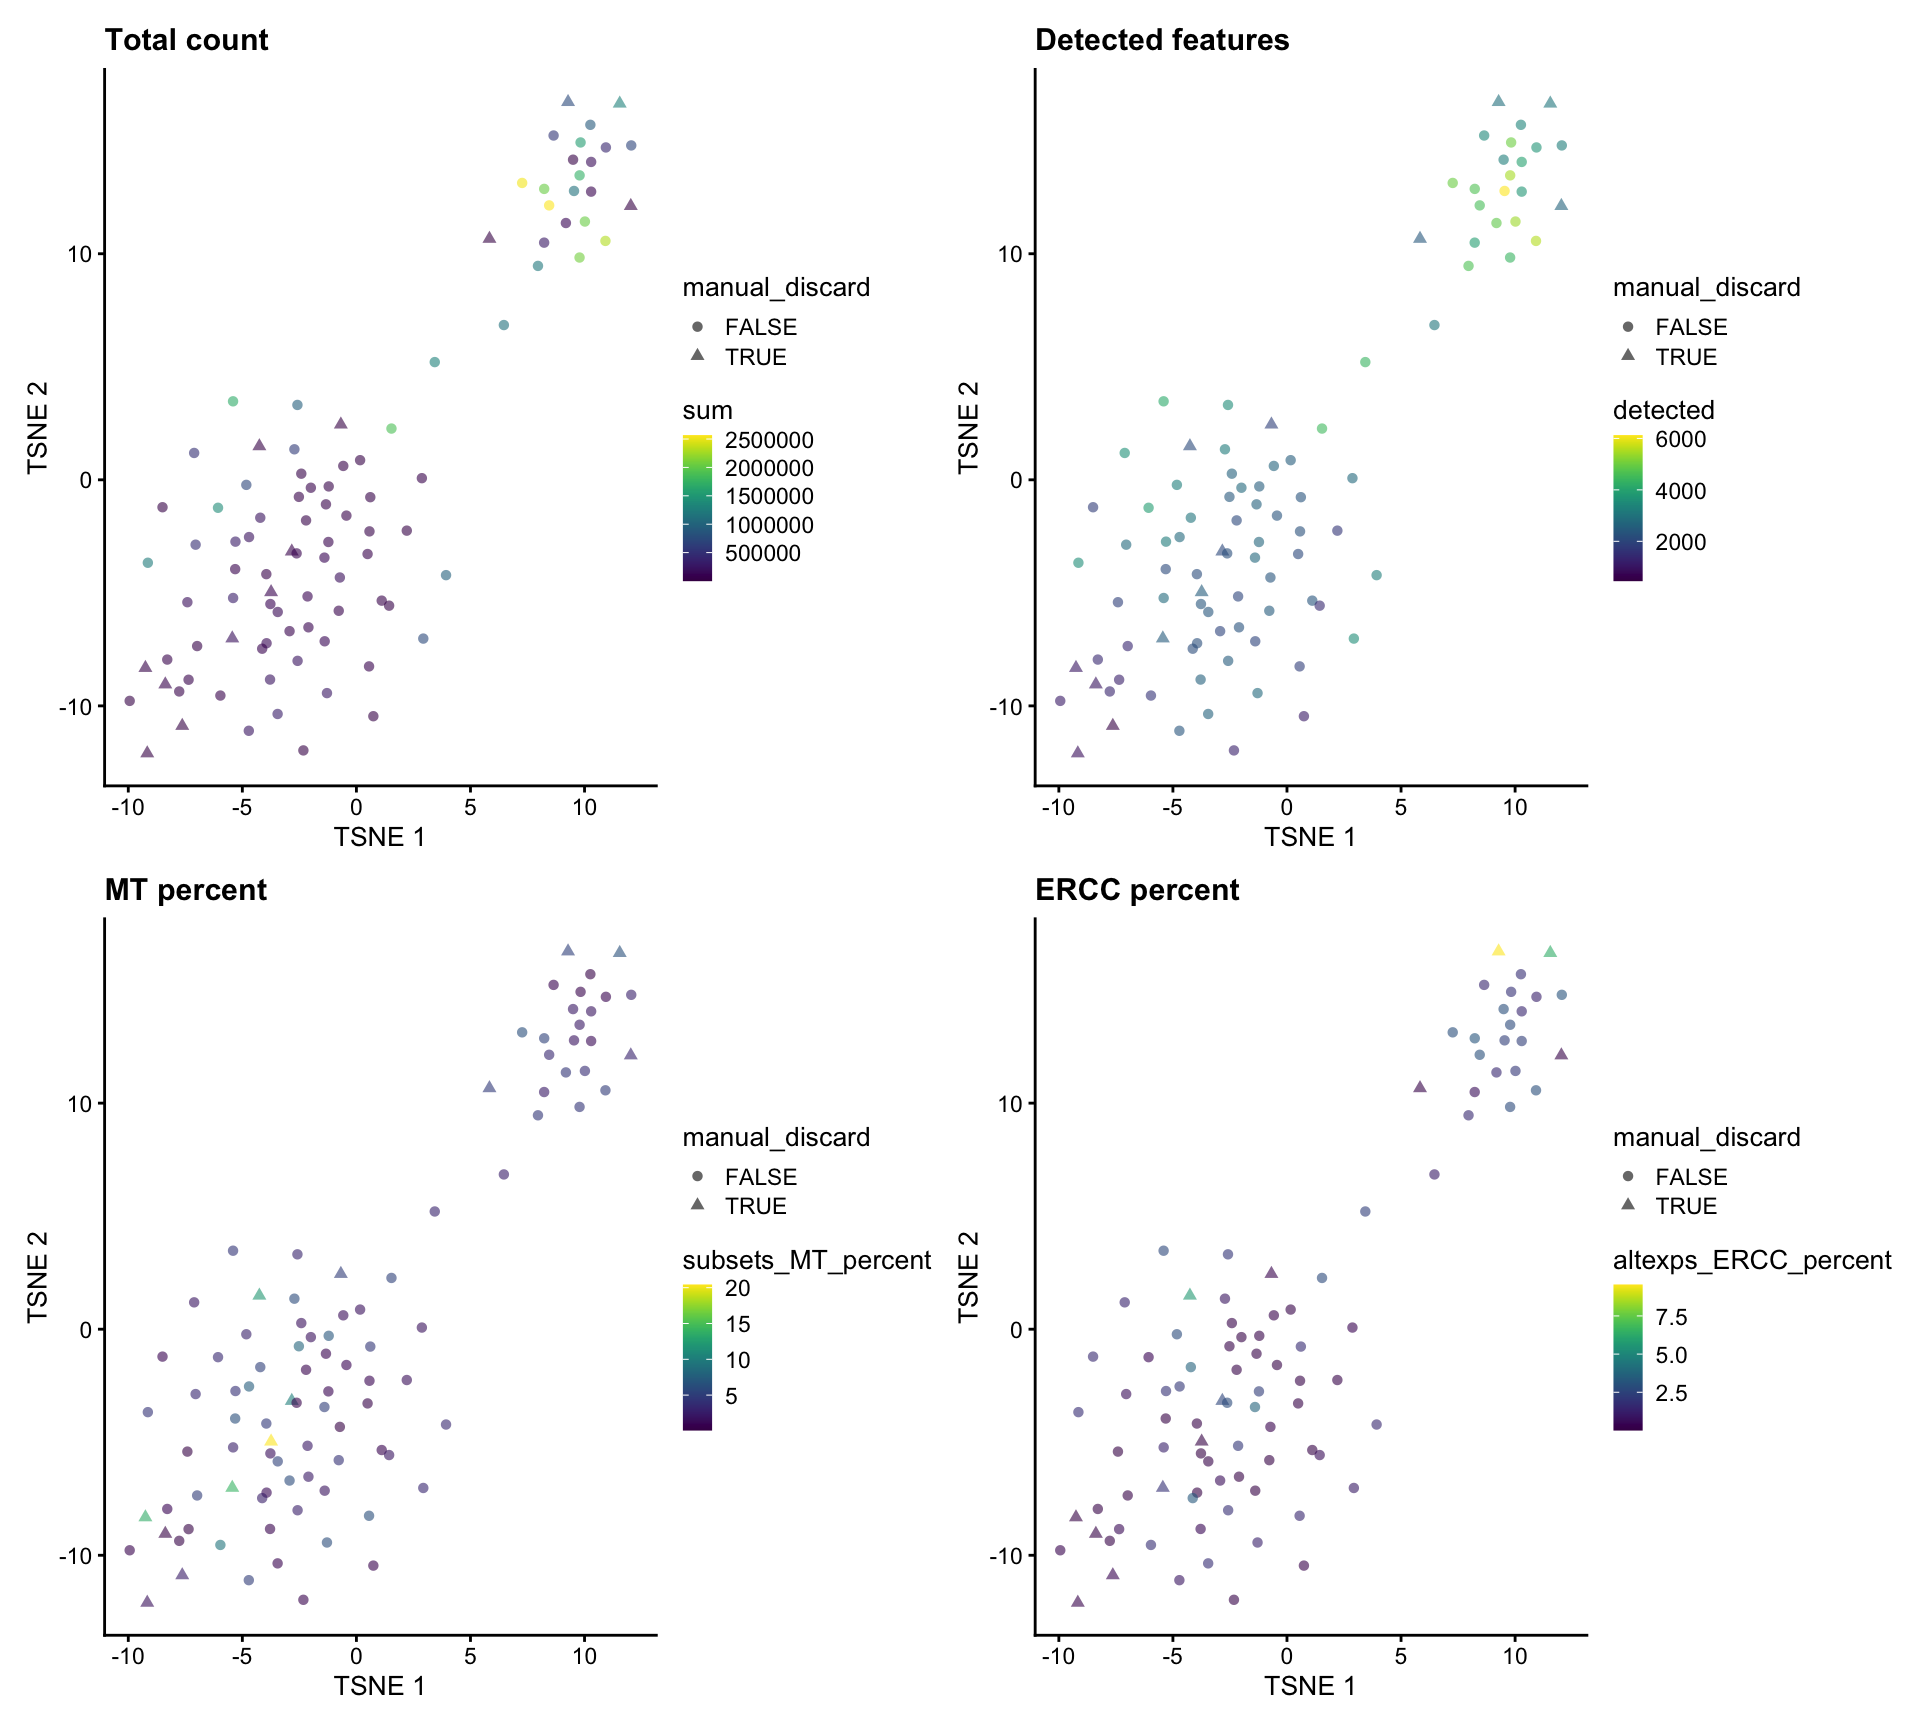 Total count
TSNE 2
10
0
-10
-10 -5 0 5 10
TSNE 1
manual_discard
FALSE
TRUE
sum
2500000
2000000
1500000
1000000
500000
Detected features
TSNE 2
10
0
-10
-10 -5 0 5 10
TSNE 1
manual_discard
FALSE
TRUE
detected
6000
4000
2000
MT percent
TSNE 2
10
0
-10
-10 -5 0 5 10
TSNE 1
manual_discard
FALSE
TRUE
subsets_MT_percent
20
15
10
5
ERCC percent
TSNE 2
10
0
-10
-10 -5 0 5 10
TSNE 1
manual_discard
FALSE
TRUE
altexps_ERCC_percent
7.5
5.0
2.5